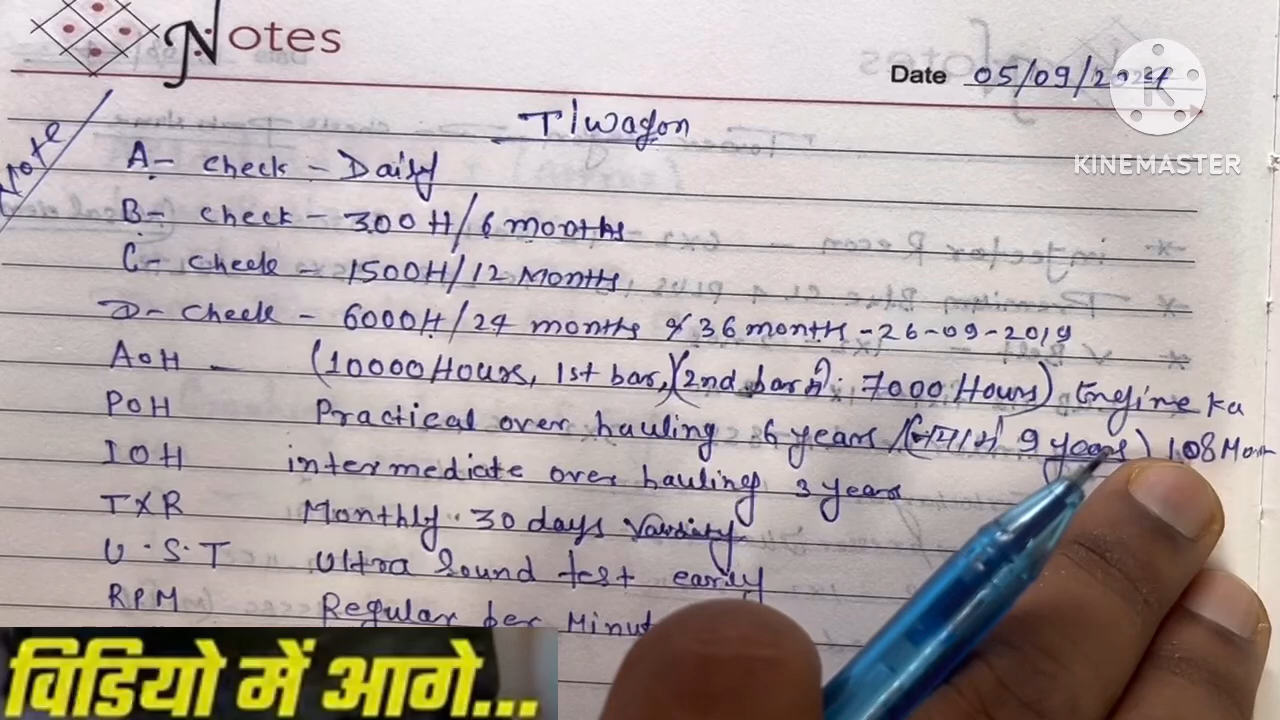 Notes
Date 05/09/202
KINEMASTER
Note
T/wagon
A- check - Daily
B- check - 300H/6 months
C- check - 1500H/12 Months
D- check - 6000H/24 months & 36 month -26-09-2019
AOH - (10000 Hours, 1st bar,)(2nd bar : 7000 Hours) Engine Ka
POH Practical over hauling 6 years ( 9 years) 108 Mon
IOH intermediate over hauling 3 years
TXR Monthly. 30 days
U.S.T Ultra Sound test
RPM Regular per Minut
विडियो में आगे...